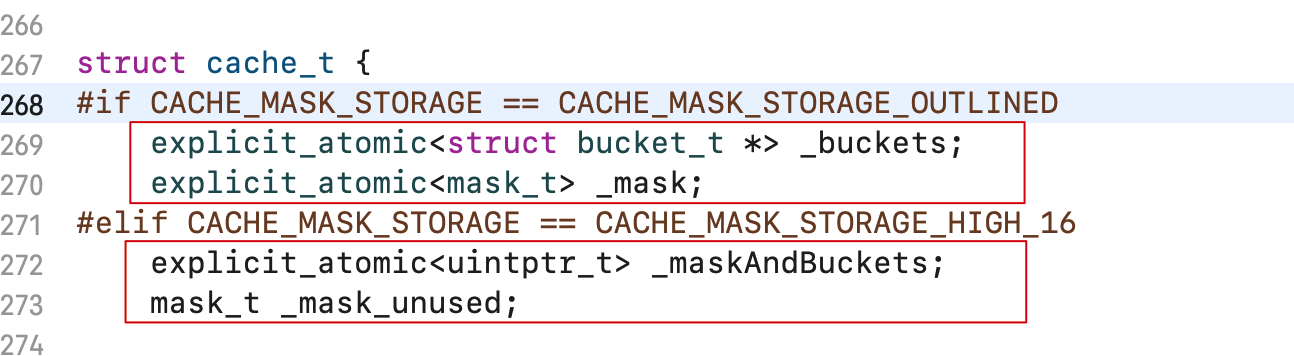 266
267 struct cache_t {
268 #if CACHE_MASK_STORAGE == CACHE_MASK_STORAGE_OUTLINED
269     explicit_atomic<struct bucket_t *> _buckets;
270     explicit_atomic<mask_t> _mask;
271 #elif CACHE_MASK_STORAGE == CACHE_MASK_STORAGE_HIGH_16
272     explicit_atomic<uintptr_t> _maskAndBuckets;
273     mask_t _mask_unused;
274